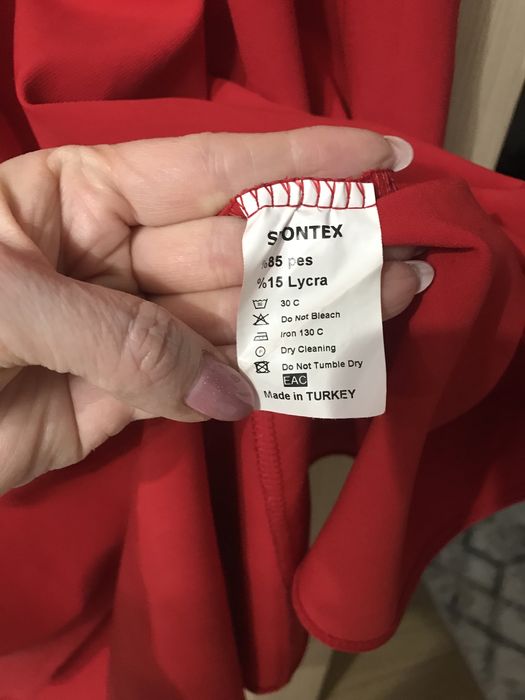 SONTEX
%85 pes
%15 Lycra
30 C
Do Not Bleach
Iron 130 C
Dry Cleaning
Do Not Tumble Dry
EAC
Made in TURKEY